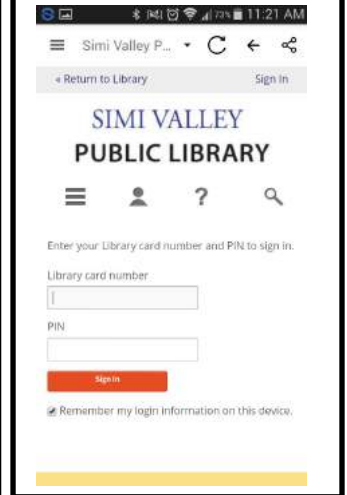 73% 11:21 AM
Simi Valley P...
« Return to Library Sign In
SIMI VALLEY
PUBLIC LIBRARY
?
Enter your Library card number and PIN to sign in.
Library card number
PIN
Sign In
Remember my login information on this device.